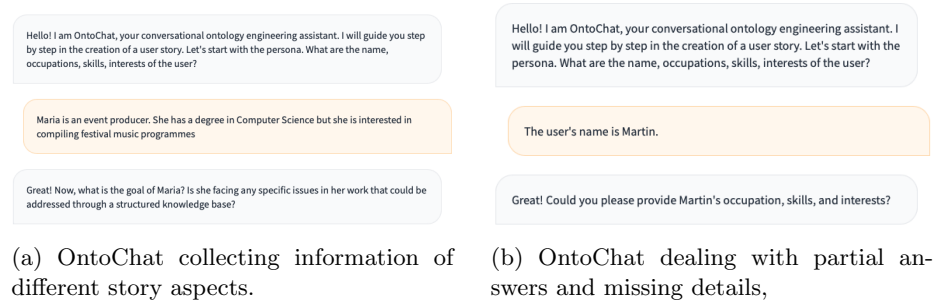 Hello! I am OntoChat, your conversational ontology engineering assistant. I will guide you step
by step in the creation of a user story. Let's start with the persona. What are the name,
occupations, skills, interests of the user?
Maria is an event producer. She has a degree in Computer Science but she is interested in
compiling festival music programmes
Great! Now, what is the goal of Maria? Is she facing any specific issues in her work that could be
addressed through a structured knowledge base?
(a) OntoChat collecting information of
different story aspects.
Hello! I am OntoChat, your conversational ontology engineering assistant. I
will guide you step by step in the creation of a user story. Let's start with the
persona. What are the name, occupations, skills, interests of the user?
The user's name is Martin.
Great! Could you please provide Martin's occupation, skills, and interests?
(b) OntoChat dealing with partial an-
swers and missing details,